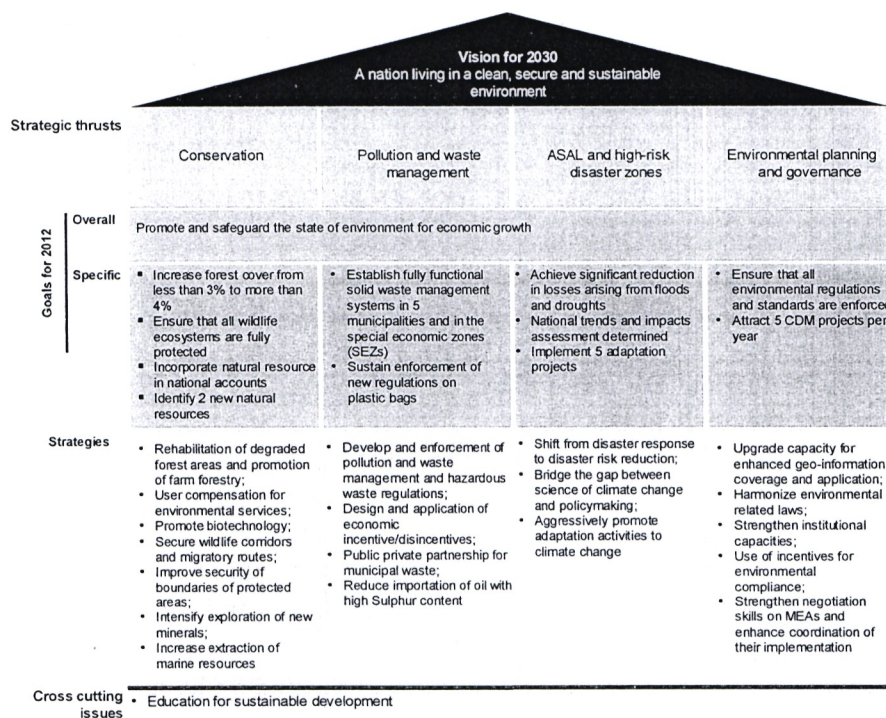 Vision for 2030
A nation living in a clean, secure and sustainable
environment
Strategic thrusts
Conservation
Pollution and waste
management
ASAL and high-risk
disaster zones
Environmental planning
and governance
Goals for 2012
Overall
Promote and safeguard the state of environment for economic growth
Specific
▪ Increase forest cover from
less than 3% to more than
4%
▪ Ensure that all wildlife
ecosystems are fully
protected
▪ Incorporate natural resource
in national accounts
▪ Identify 2 new natural
resources
• Establish fully functional
solid waste management
systems in 5
municipalities and in the
special economic zones
(SEZs)
• Sustain enforcement of
new regulations on
plastic bags
• Achieve significant reduction
in losses arising from floods
and droughts
• National trends and impacts
assessment determined
• Implement 5 adaptation
projects
• Ensure that all
environmental regulations
and standards are enforced
• Attract 5 CDM projects per
year
Strategies
• Rehabilitation of degraded
forest areas and promotion
of farm forestry;
• User compensation for
environmental services;
• Promote biotechnology;
• Secure wildlife corridors
and migratory routes;
• Improve security of
boundaries of protected
areas;
• Intensify exploration of new
minerals;
• Increase extraction of
marine resources
• Develop and enforcement of
pollution and waste
management and hazardous
waste regulations;
• Design and application of
economic
incentive/disincentives;
• Public private partnership for
municipal waste;
• Reduce importation of oil with
high Sulphur content
• Shift from disaster response
to disaster risk reduction;
• Bridge the gap between
science of climate change
and policymaking;
• Aggressively promote
adaptation activities to
climate change
• Upgrade capacity for
enhanced geo-information
coverage and application;
• Harmonize environmental
related laws;
• Strengthen institutional
capacities;
• Use of incentives for
environmental
compliance;
• Strengthen negotiation
skills on MEAs and
enhance coordination of
their implementation
Cross cutting
issues
• Education for sustainable development